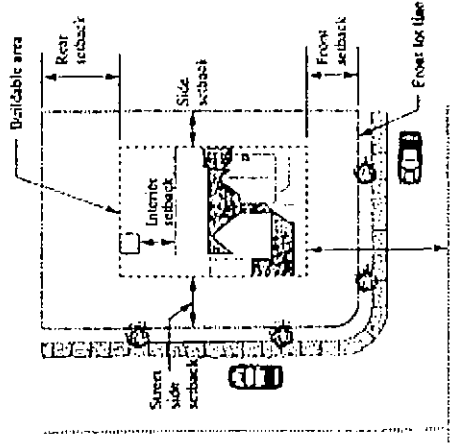 Buildable area
Rear
setback
Side
setback
Front
setback
Front lot line
Interior
setback
Street
side
setback